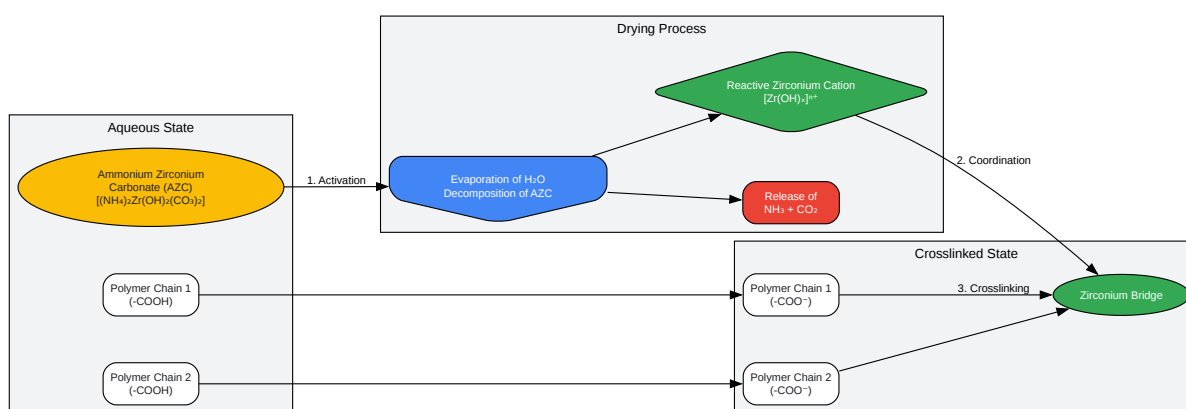 Drying Process
Reactive Zirconium Cation
[Zr(OH)ₓ]ⁿ⁺
Aqueous State
Ammonium Zirconium
Carbonate (AZC)
[(NH₄)₂Zr(OH)₂(CO₃)₂]
1. Activation
Evaporation of H₂O
Decomposition of AZC
2. Coordination
Release of
NH₃ + CO₂
Crosslinked State
Polymer Chain 1
(-COOH)
Polymer Chain 1
(-COO⁻)
3. Crosslinking
Zirconium Bridge
Polymer Chain 2
(-COOH)
Polymer Chain 2
(-COO⁻)